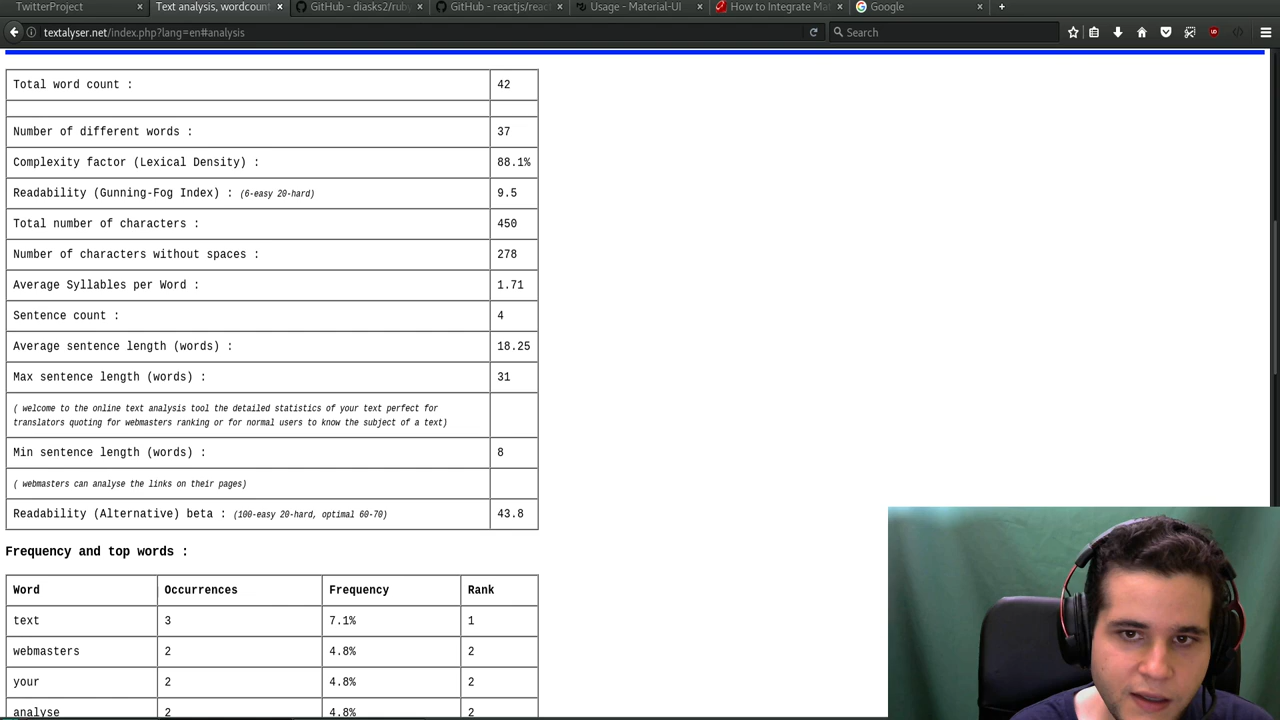 TwitterProject × Text analysis, wordcount × GitHub - diasks2/ruby × GitHub - reactjs/react × Usage - Material-UI × How to Integrate Mat × Google × +
textalyser.net/index.php?lang=en#analysis Search
Total word count : 42
Number of different words : 37
Complexity factor (Lexical Density) : 88.1%
Readability (Gunning-Fog Index) : (6-easy 20-hard) 9.5
Total number of characters : 450
Number of characters without spaces : 278
Average Syllables per Word : 1.71
Sentence count : 4
Average sentence length (words) : 18.25
Max sentence length (words) : 31
( welcome to the online text analysis tool the detailed statistics of your text perfect for
translators quoting for webmasters ranking or for normal users to know the subject of a text)
Min sentence length (words) : 8
( webmasters can analyse the links on their pages)
Readability (Alternative) beta : (100-easy 20-hard, optimal 60-70) 43.8
Frequency and top words :
Word Occurrences Frequency Rank
text 3 7.1% 1
webmasters 2 4.8% 2
your 2 4.8% 2
analyse 2 4.8% 2